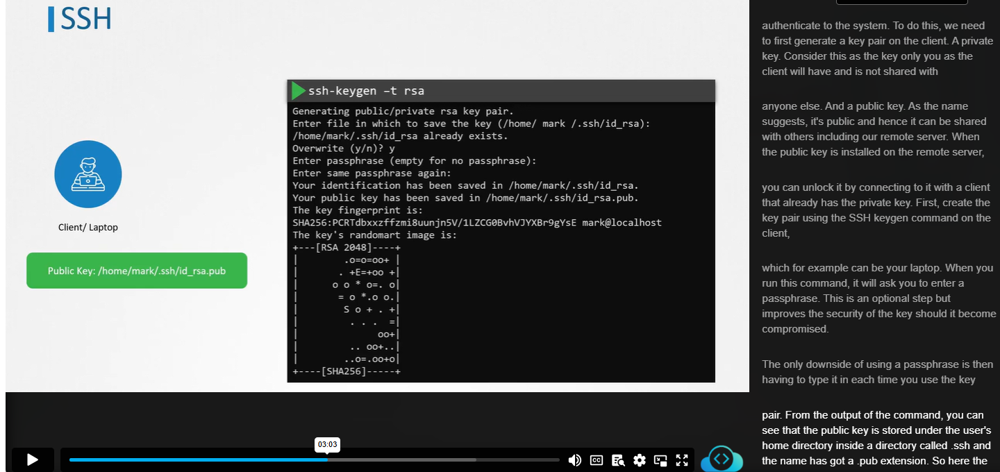 SSH
ssh-keygen –t rsa
Generating public/private rsa key pair.
Enter file in which to save the key (/home/ mark /.ssh/id_rsa):
/home/mark/.ssh/id_rsa already exists.
Overwrite (y/n)? y
Enter passphrase (empty for no passphrase):
Enter same passphrase again:
Your identification has been saved in /home/mark/.ssh/id_rsa.
Your public key has been saved in /home/mark/.ssh/id_rsa.pub.
The key fingerprint is:
SHA256:PCRTdbxxzffzmi8uunjn5V/1LZCG0BvhVJYXBr9gYsE mark@localhost
The key's randomart image is:
+---[RSA 2048]----+
|        .o=o=oo+ |
|       . +E=+oo +|
|      o o * o=. o|
|       = o *.o o.|
|        S o + . +|
|         . . .  =|
|              oo+|
|         .. oo+..|
|        ..o=.oo+o|
+----[SHA256]-----+
Client/ Laptop
Public Key: /home/mark/.ssh/id_rsa.pub
03:03
CC
authenticate to the system. To do this, we need
to first generate a key pair on the client. A private
key. Consider this as the key only you as the
client will have and is not shared with
anyone else. And a public key. As the name
suggests, it's public and hence it can be shared
with others including our remote server. When
the public key is installed on the remote server,
you can unlock it by connecting to it with a client
that already has the private key. First, create the
key pair using the SSH keygen command on the
client,
which for example can be your laptop. When you
run this command, it will ask you to enter a
passphrase. This is an optional step but
improves the security of the key should it become
compromised.
The only downside of using a passphrase is then
having to type it in each time you use the key
pair. From the output of the command, you can
see that the public key is stored under the user's
home directory inside a directory called .ssh and
the name has got a .pub extension. So here the